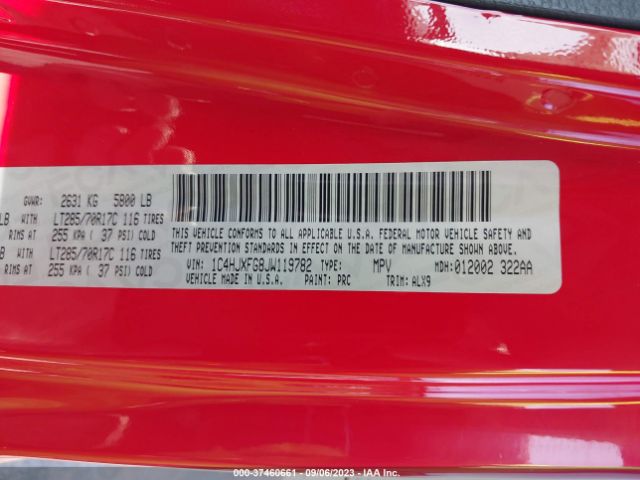 GVWR: 2631 KG 5800 LB
LB WITH LT285/70R17C 116 TIRES
RIMS AT 255 KPA ( 37 PSI) COLD
B WITH LT285/70R17C 116 TIRES
RIMS AT 255 KPA ( 37 PSI) COLD
THIS VEHICLE CONFORMS TO ALL APPLICABLE U.S.A. FEDERAL MOTOR VEHICLE SAFETY AND
THEFT PREVENTION STANDARDS IN EFFECT ON THE DATE OF MANUFACTURE SHOWN ABOVE.
VIN: 1C4HJXFG8JW119782 TYPE: MPV MDH: 012002 322AA
VEHICLE MADE IN U.S.A. PAINT: PRC TRIM: ALX9
000-37460661 - 09/06/2023 - IAA Inc.